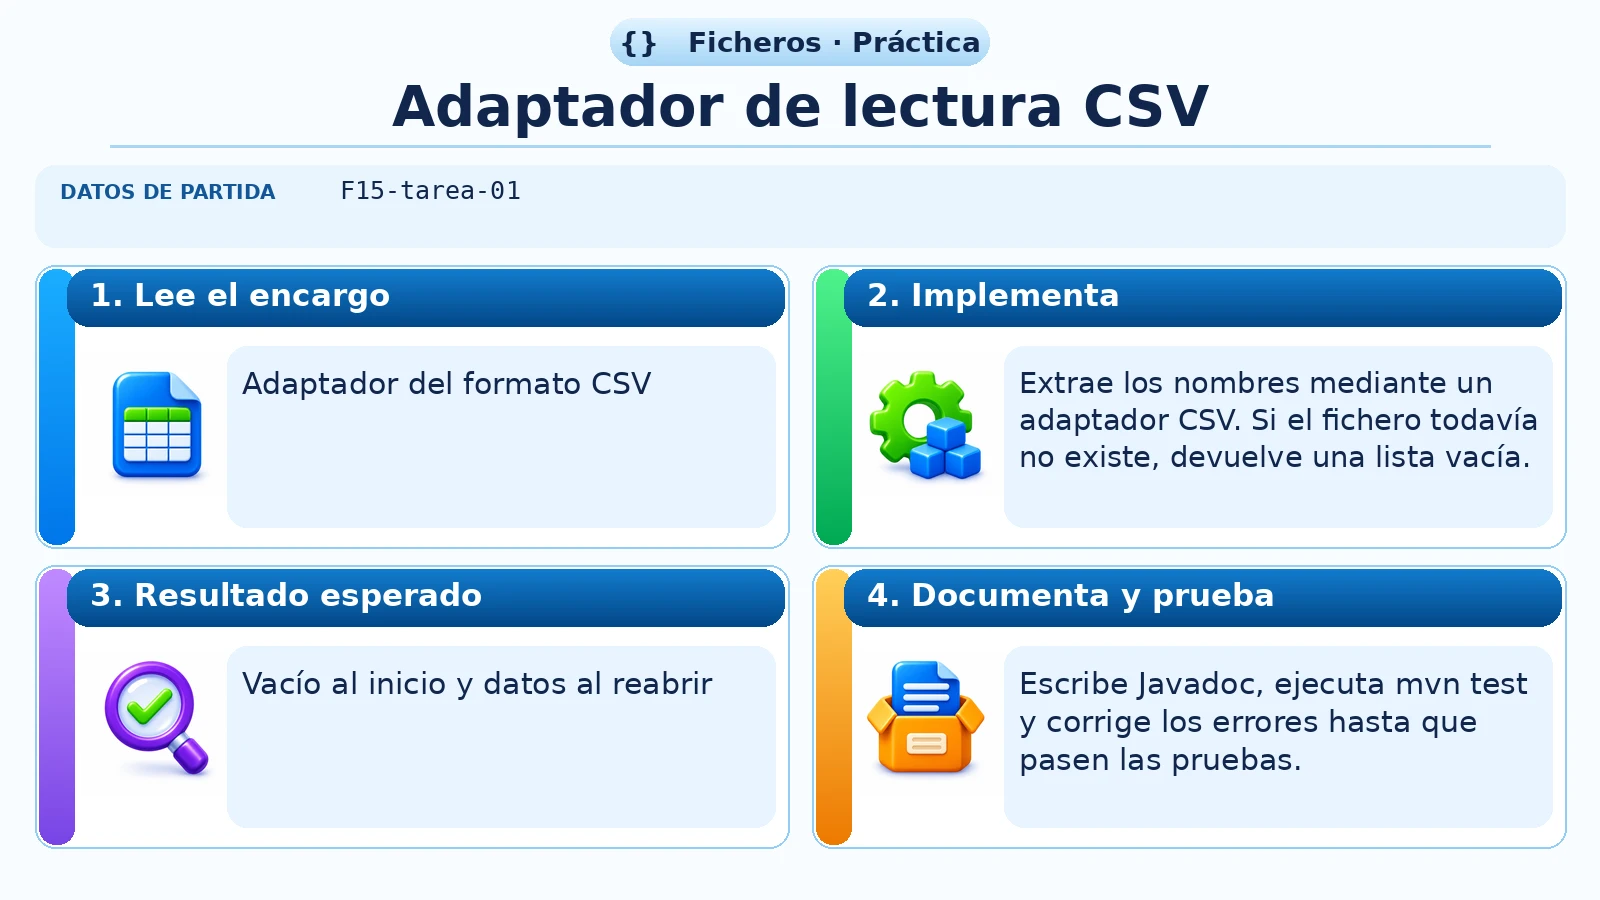 {} Ficheros · Práctica
Adaptador de lectura CSV
DATOS DE PARTIDA F15-tarea-01
1. Lee el encargo
Adaptador del formato CSV
2. Implementa
Extrae los nombres mediante un
adaptador CSV. Si el fichero todavía
no existe, devuelve una lista vacía.
3. Resultado esperado
Vacío al inicio y datos al reabrir
4. Documenta y prueba
Escribe Javadoc, ejecuta mvn test
y corrige los errores hasta que
pasen las pruebas.